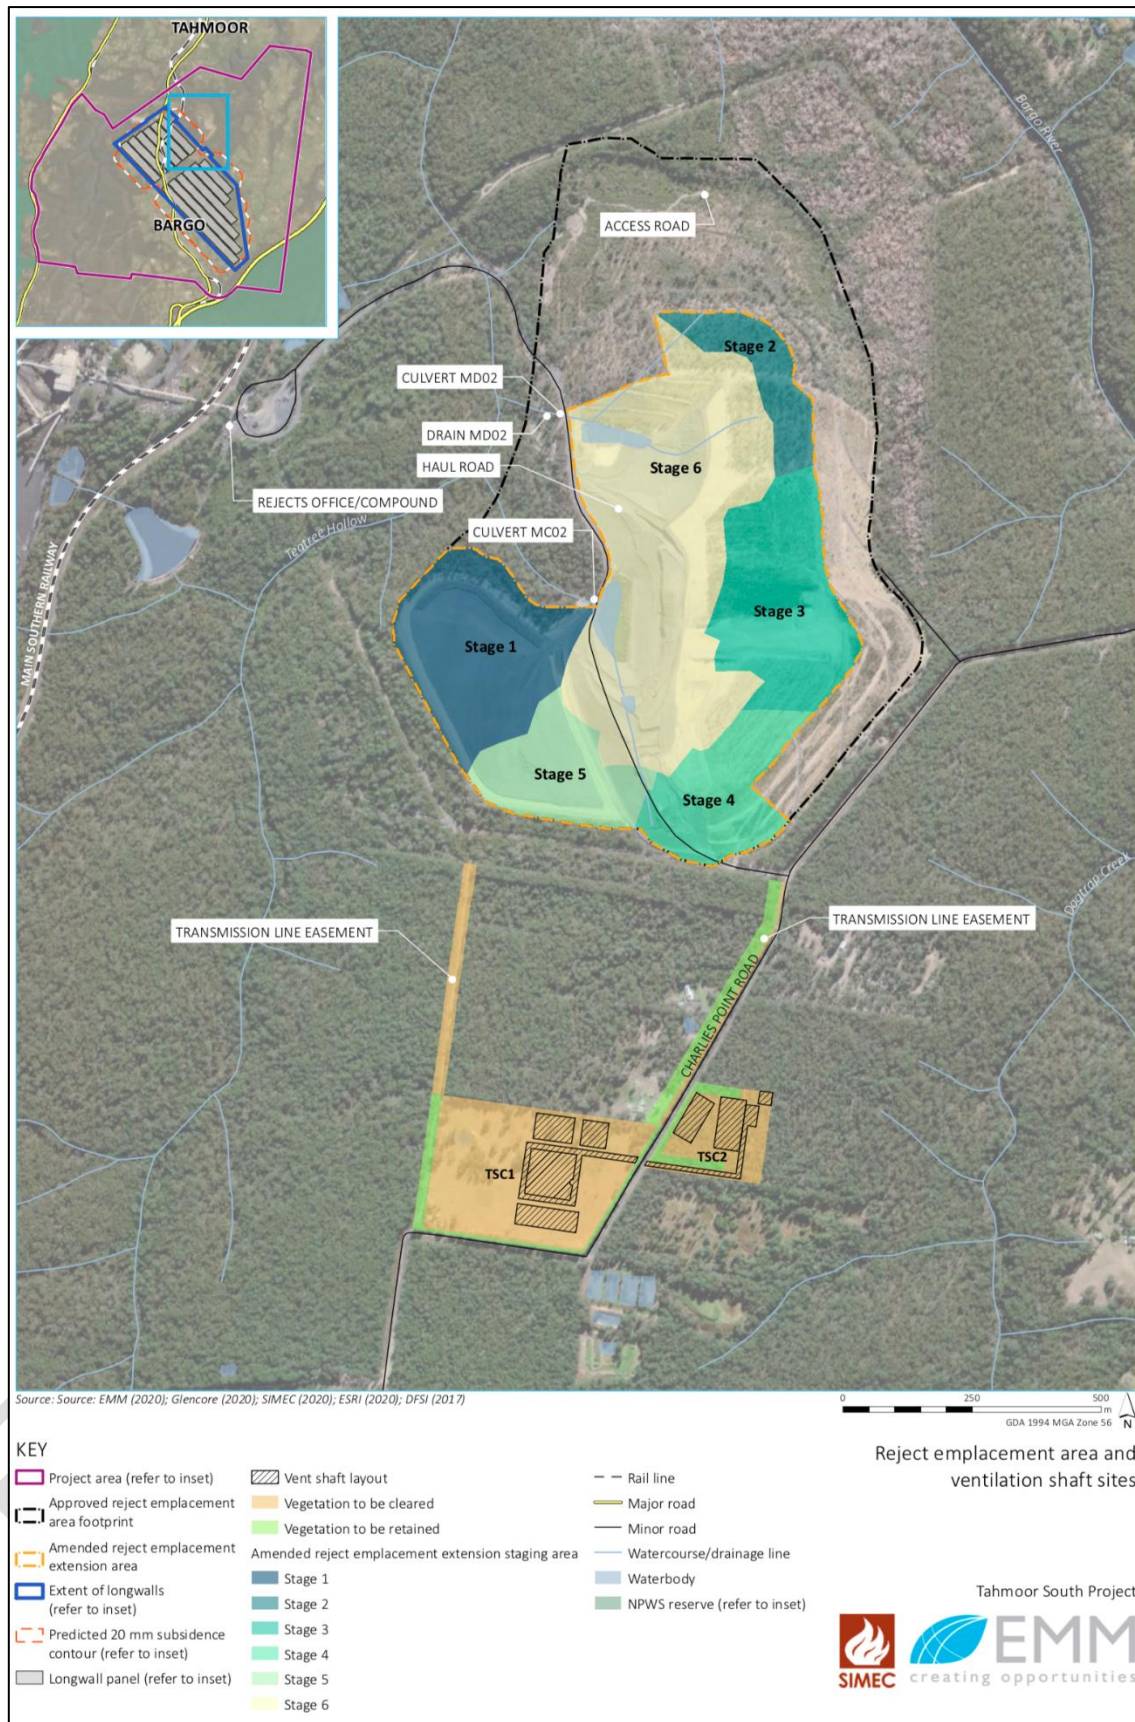 TAHMOOR
BARGO
Bargo River
ACCESS ROAD
Stage 2
CULVERT MD02
DRAIN MD02
HAUL ROAD
Stage 6
REJECTS OFFICE/COMPOUND
CULVERT MC02
Teatree Hollow
MAIN SOUTHERN RAILWAY
Stage 3
Stage 1
Stage 5
Stage 4
Dogtrap Creek
TRANSMISSION LINE EASEMENT
TRANSMISSION LINE EASEMENT
CHARLIES POINT ROAD
TSC1
TSC2
Source: Source: EMM (2020); Glencore (2020); SIMEC (2020); ESRI (2020); DFSI (2017)
0 250 500
m
GDA 1994 MGA Zone 56 N
KEY
Project area (refer to inset)
Approved reject emplacement
area footprint
Amended reject emplacement
extension area
Extent of longwalls
(refer to inset)
Predicted 20 mm subsidence
contour (refer to inset)
Longwall panel (refer to inset)
Vent shaft layout
Vegetation to be cleared
Vegetation to be retained
Amended reject emplacement extension staging area
Stage 1
Stage 2
Stage 3
Stage 4
Stage 5
Stage 6
Rail line
Major road
Minor road
Watercourse/drainage line
Waterbody
NPWS reserve (refer to inset)
Reject emplacement area and
ventilation shaft sites
Tahmoor South Project
SIMEC
EMM
creating opportunities